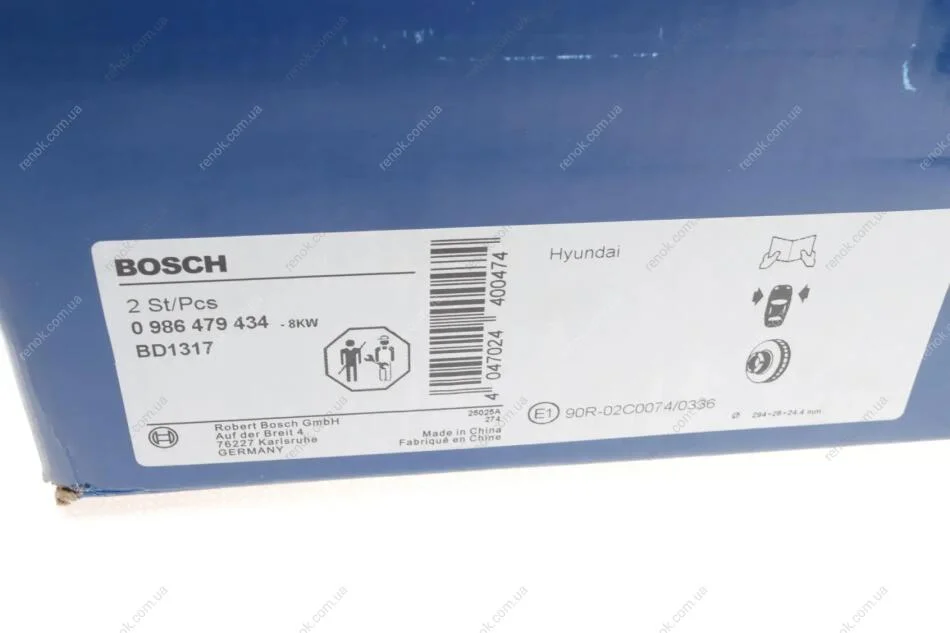 BOSCH
2 St/Pcs
0 986 479 434 - 8KW
BD1317
Robert Bosch GmbH
Auf der Breit 4
76227 Karlsruhe
GERMANY
4 047024 400474
25025A
274
Made in China
Fabriqué en Chine
Hyundai
E1 90R-02C0074/0336
Ø 294-28-24.4 mm
renok.com.ua